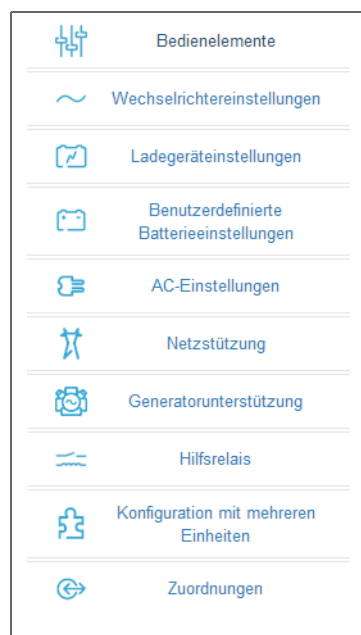 Bedienelemente
Wechselrichtereinstellungen
Ladegeräteinstellungen
Benutzerdefinierte
Batterieeinstellungen
AC-Einstellungen
Netzstützung
Generatorunterstützung
Hilfsrelais
Konfiguration mit mehreren
Einheiten
Zuordnungen